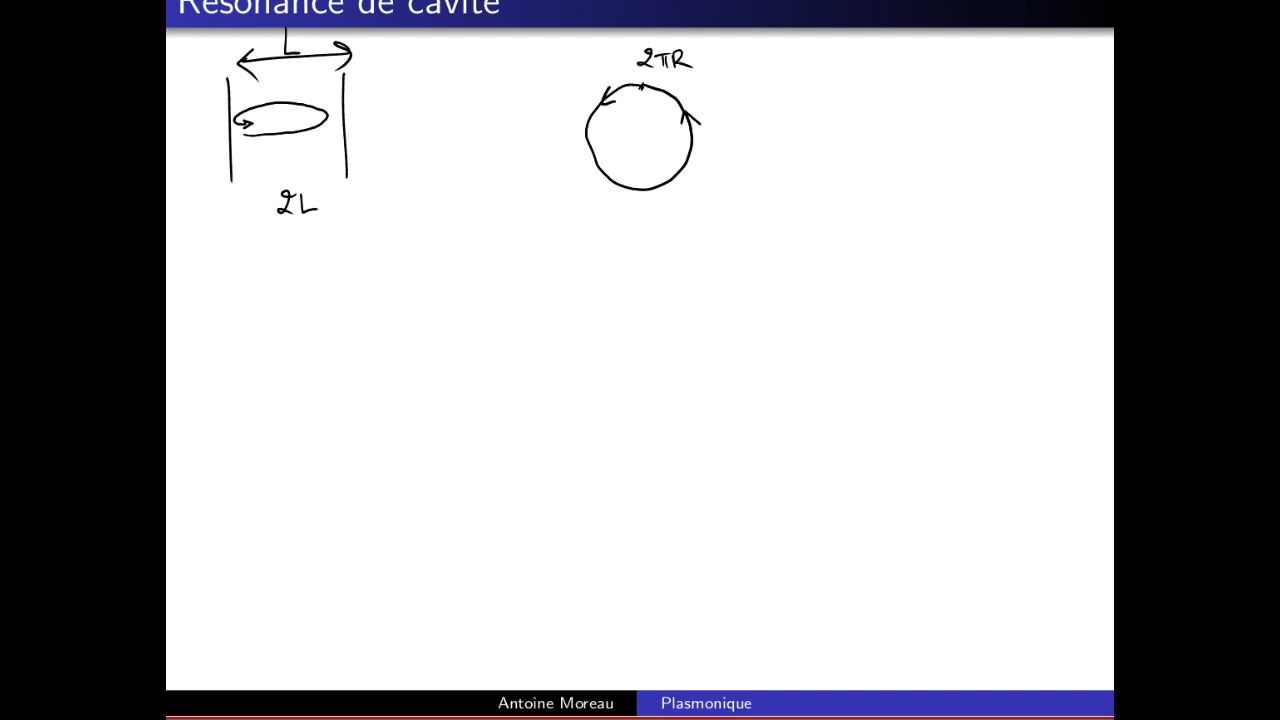 Résonance de cavité
L
2πR
2L
Antoine Moreau
Plasmonique